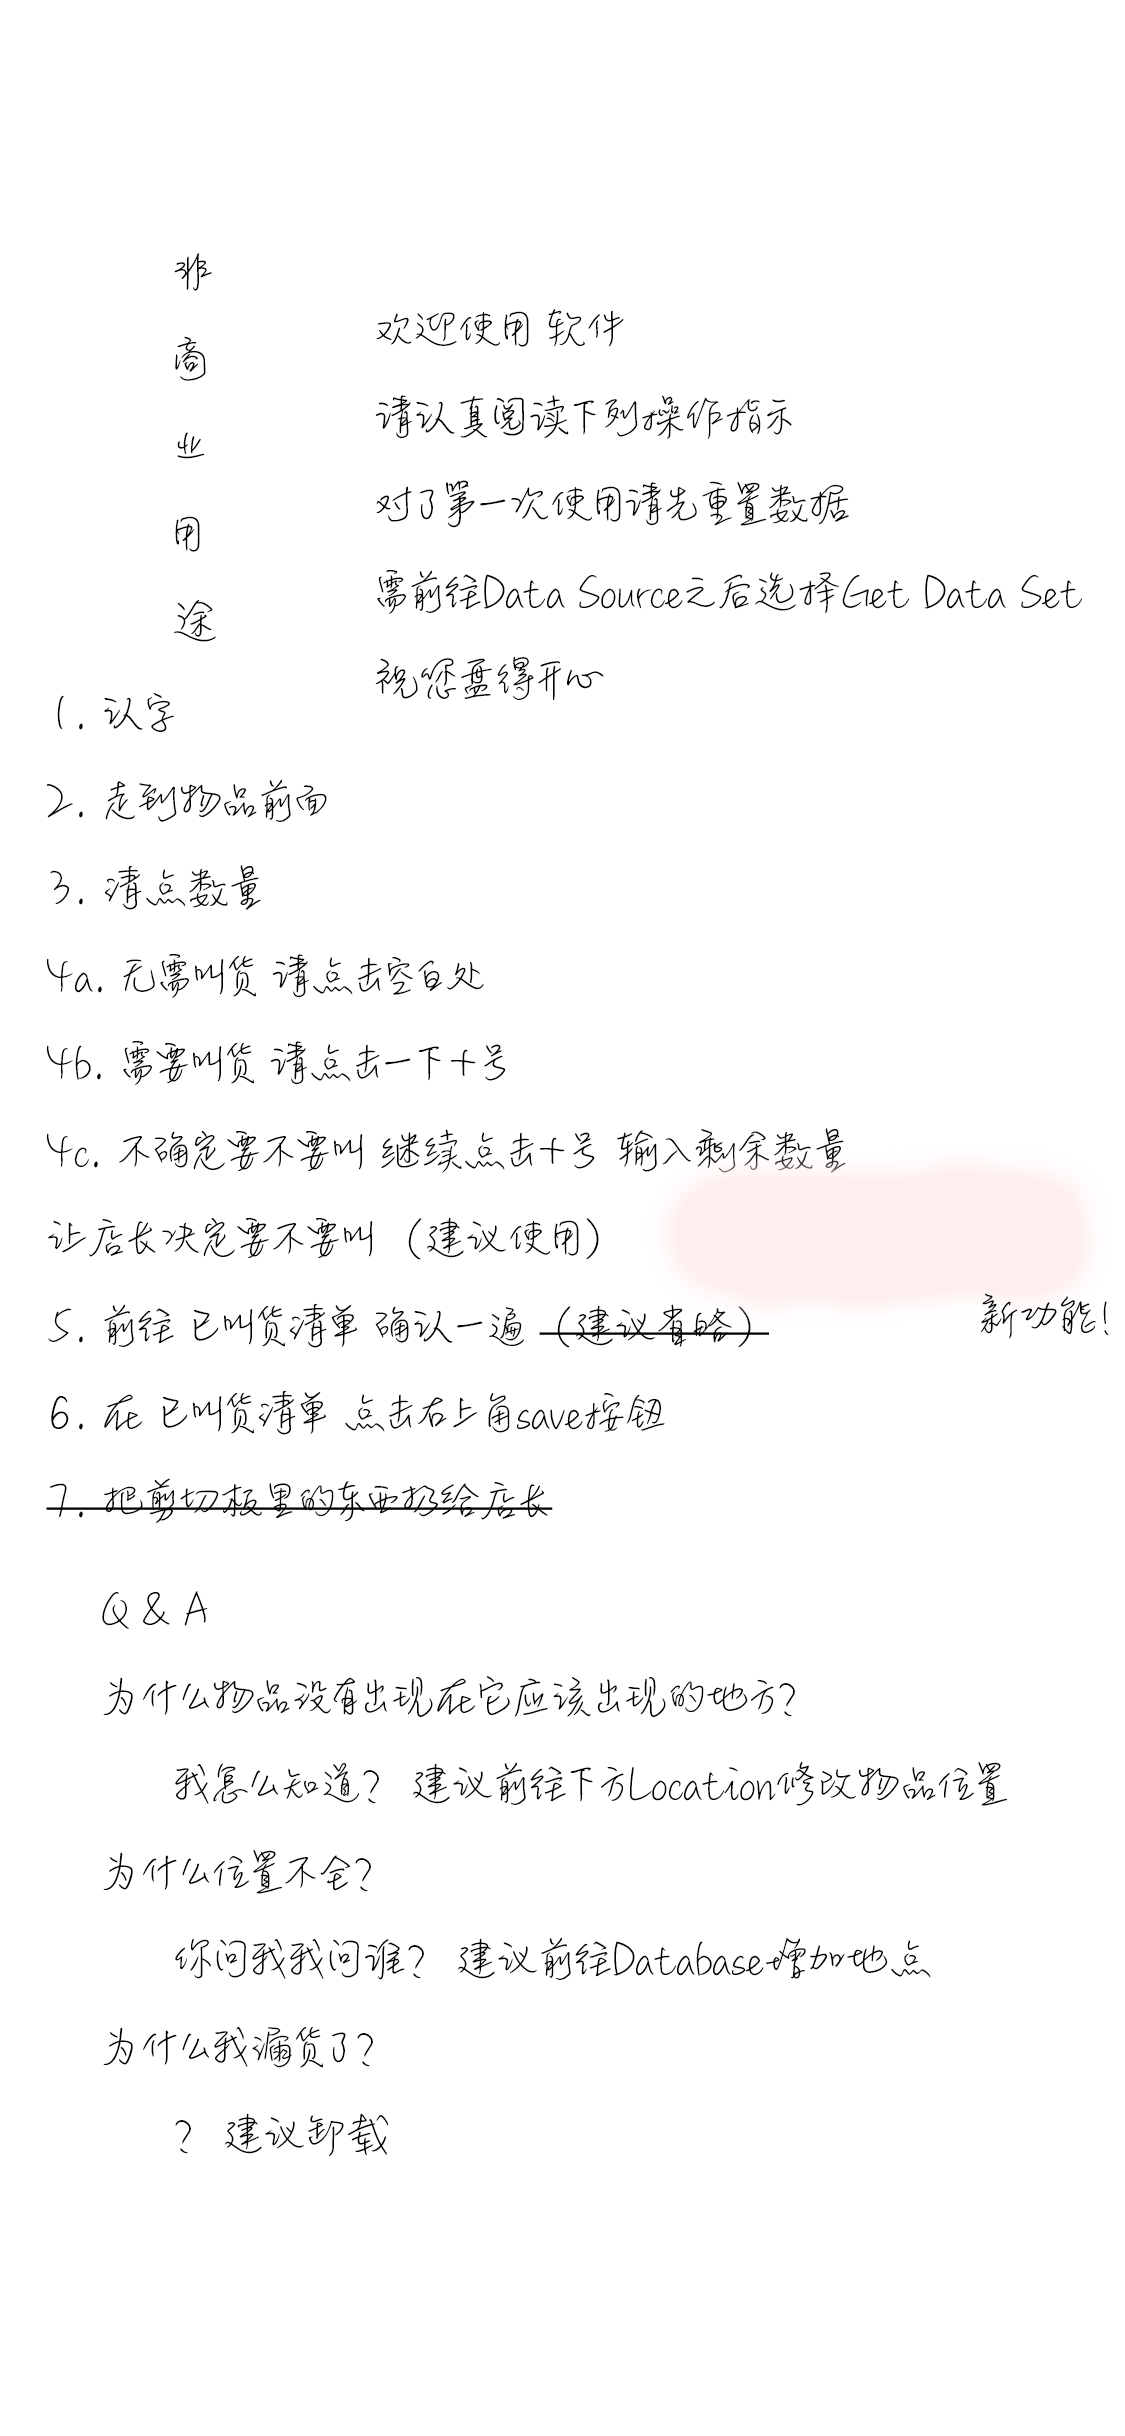 非商业用途
欢迎使用 软件
请认真阅读下列操作指示
对了第一次使用请先重置数据
需前往Data Source之后选择Get Data Set
祝您盘得开心
1. 认字
2. 走到物品前面
3. 清点数量
4a. 无需叫货 请点击空白处
4b. 需要叫货 请点击一下十号
4c. 不确定要不要叫 继续点击十号 输入剩余数量
让店长决定要不要叫（建议使用）
5. 前往 已叫货清单 确认一遍（建议省略）
新功能！
6. 在 已叫货清单 点击右上角save按钮
7. 把剪切板里的东西扔给店长
Q & A
为什么物品没有出现在它应该出现的地方？
我怎么知道？ 建议前往下方Location修改物品位置
为什么位置不全？
你问我我问谁？ 建议前往Database增加地点
为什么我漏货了？
？ 建议卸载